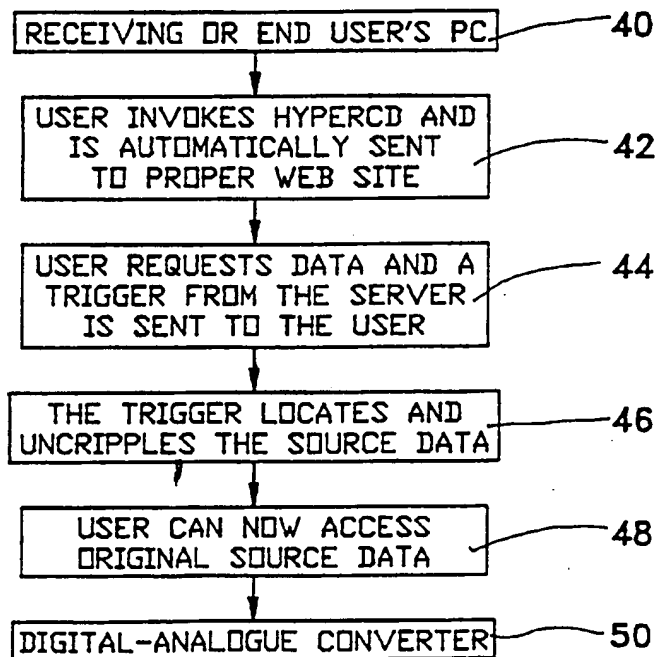 RECEIVING OR END USER'S PC 40
USER INVOKES HYPERCD AND
IS AUTOMATICALLY SENT
TO PROPER WEB SITE
42
USER REQUESTS DATA AND A
TRIGGER FROM THE SERVER
IS SENT TO THE USER
44
THE TRIGGER LOCATES AND
UNCRIPPLES THE SOURCE DATA
46
USER CAN NOW ACCESS
ORIGINAL SOURCE DATA
48
DIGITAL-ANALOGUE CONVERTER 50